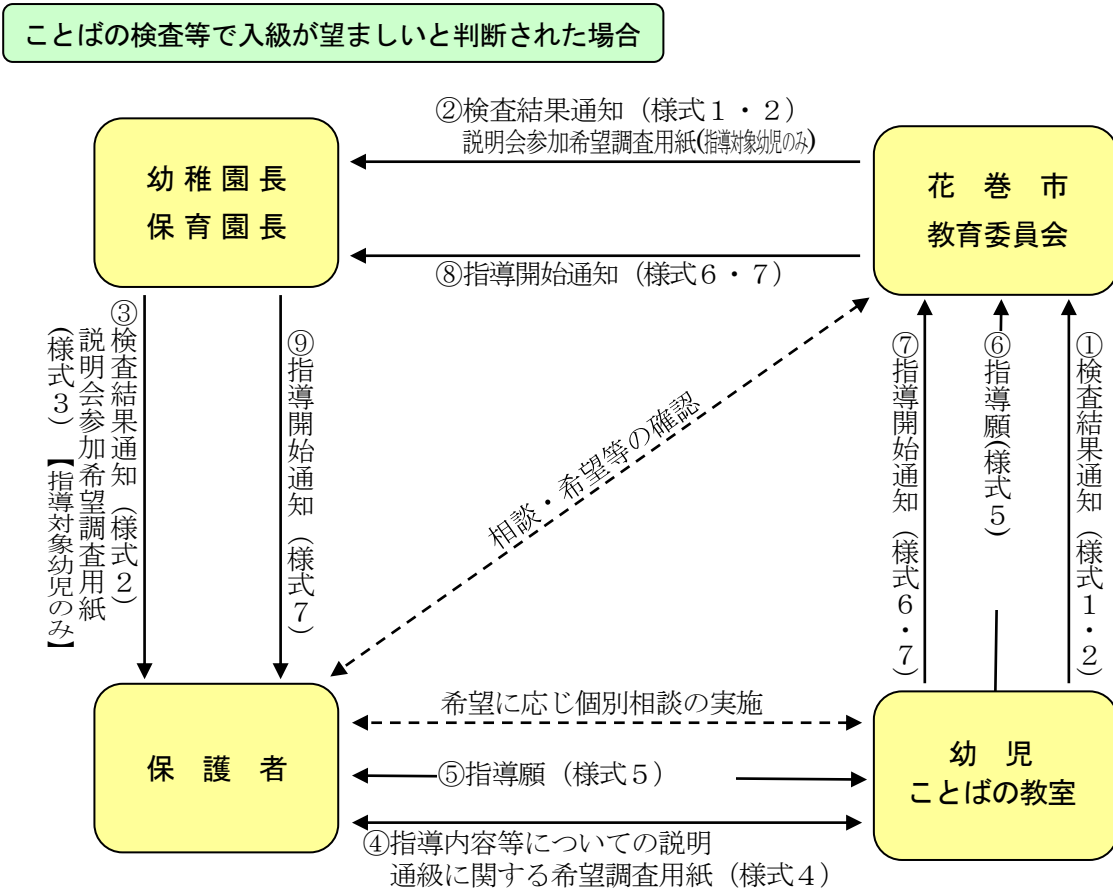 ことばの検査等で入級が望ましいと判断された場合
②検査結果通知（様式１・２）
説明会参加希望調査用紙(指導対象幼児のみ)
幼稚園長
保育園長
花巻市
教育委員会
⑧指導開始通知（様式６・７）
③検査結果通知（様式２）
説明会参加希望調査用紙
(様式３）【指導対象幼児のみ】
⑨指導開始通知（様式７）
相談・希望等の確認
⑦指導開始通知（様式６・７）
⑥指導願(様式５)
①検査結果通知（様式１・２）
保護者
希望に応じ個別相談の実施
⑤指導願（様式５）
④指導内容等についての説明
通級に関する希望調査用紙（様式４）
幼児
ことばの教室